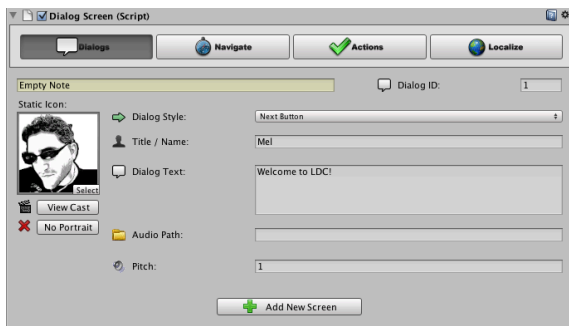 Dialog Screen (Script)
Dialogs Navigate Actions Localize
Empty Note Dialog ID: 1
Static Icon:
Dialog Style: Next Button
Title / Name: Mel
Dialog Text: Welcome to LDC!
Select
View Cast
No Portrait
Audio Path:
Pitch: 1
Add New Screen